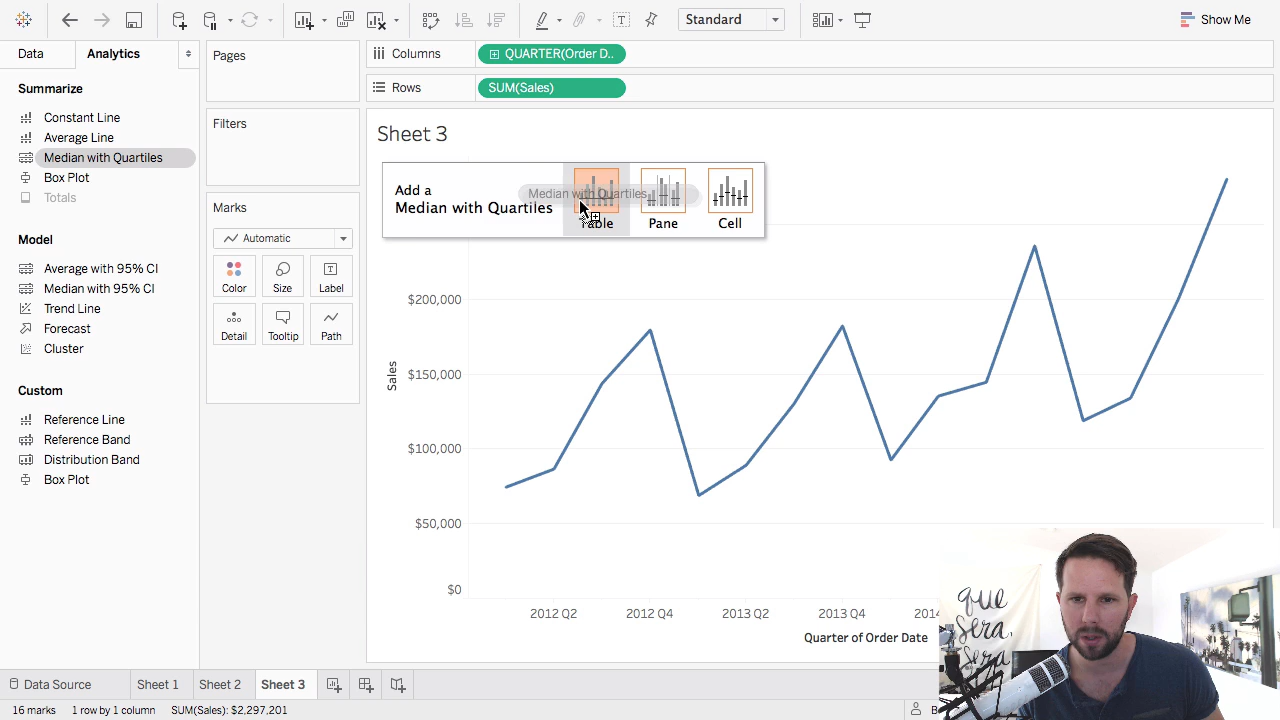 Standard
Show Me
Data
Analytics
Summarize
Constant Line
Average Line
Median with Quartiles
Box Plot
Totals
Model
Average with 95% CI
Median with 95% CI
Trend Line
Forecast
Cluster
Custom
Reference Line
Reference Band
Distribution Band
Box Plot
Pages
Filters
Marks
Automatic
Color
Size
Label
Detail
Tooltip
Path
Columns
QUARTER(Order D..
Rows
SUM(Sales)
Sheet 3
Add a
Median with Quartiles
Median with Quartiles
Table
Pane
Cell
$200,000
$150,000
$100,000
$50,000
$0
Sales
2012 Q2
2012 Q4
2013 Q2
2013 Q4
Quarter of Order Date
que
sera,
sera
Data Source
Sheet 1
Sheet 2
Sheet 3
16 marks
1 row by 1 column